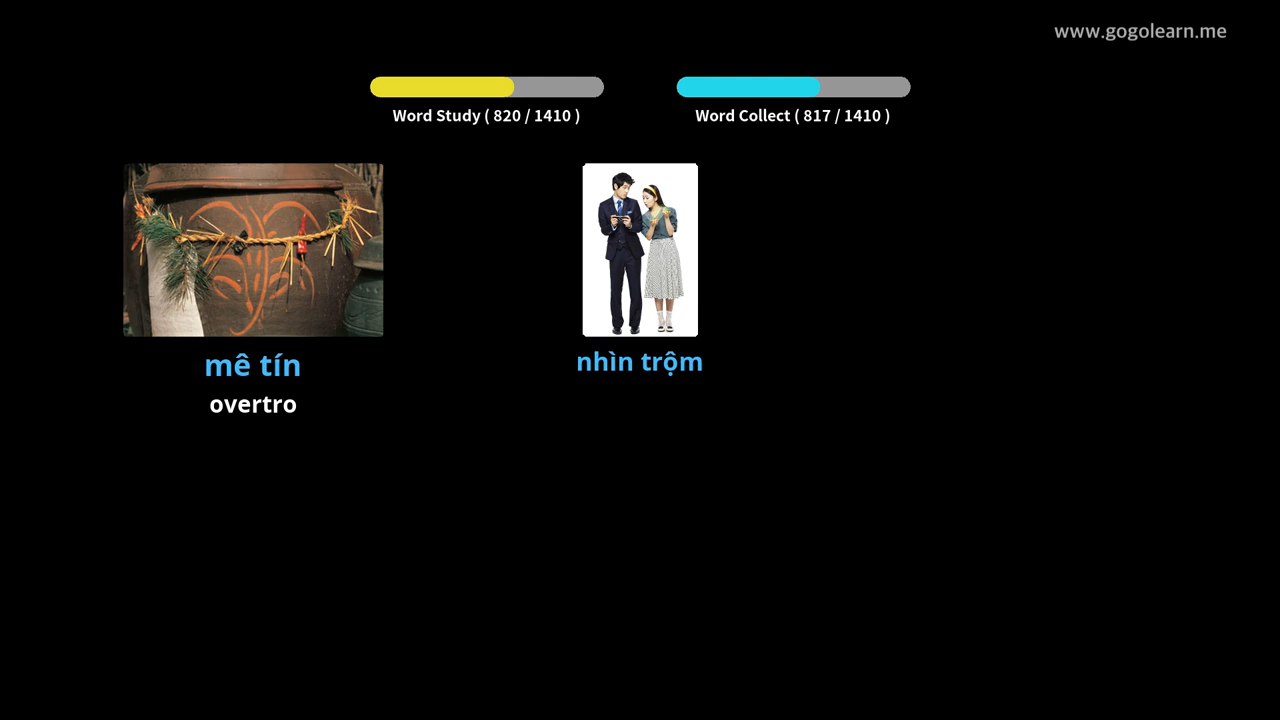 www.gogolearn.me
Word Study ( 820 / 1410 )
Word Collect ( 817 / 1410 )
mê tín
overtro
nhìn trộm